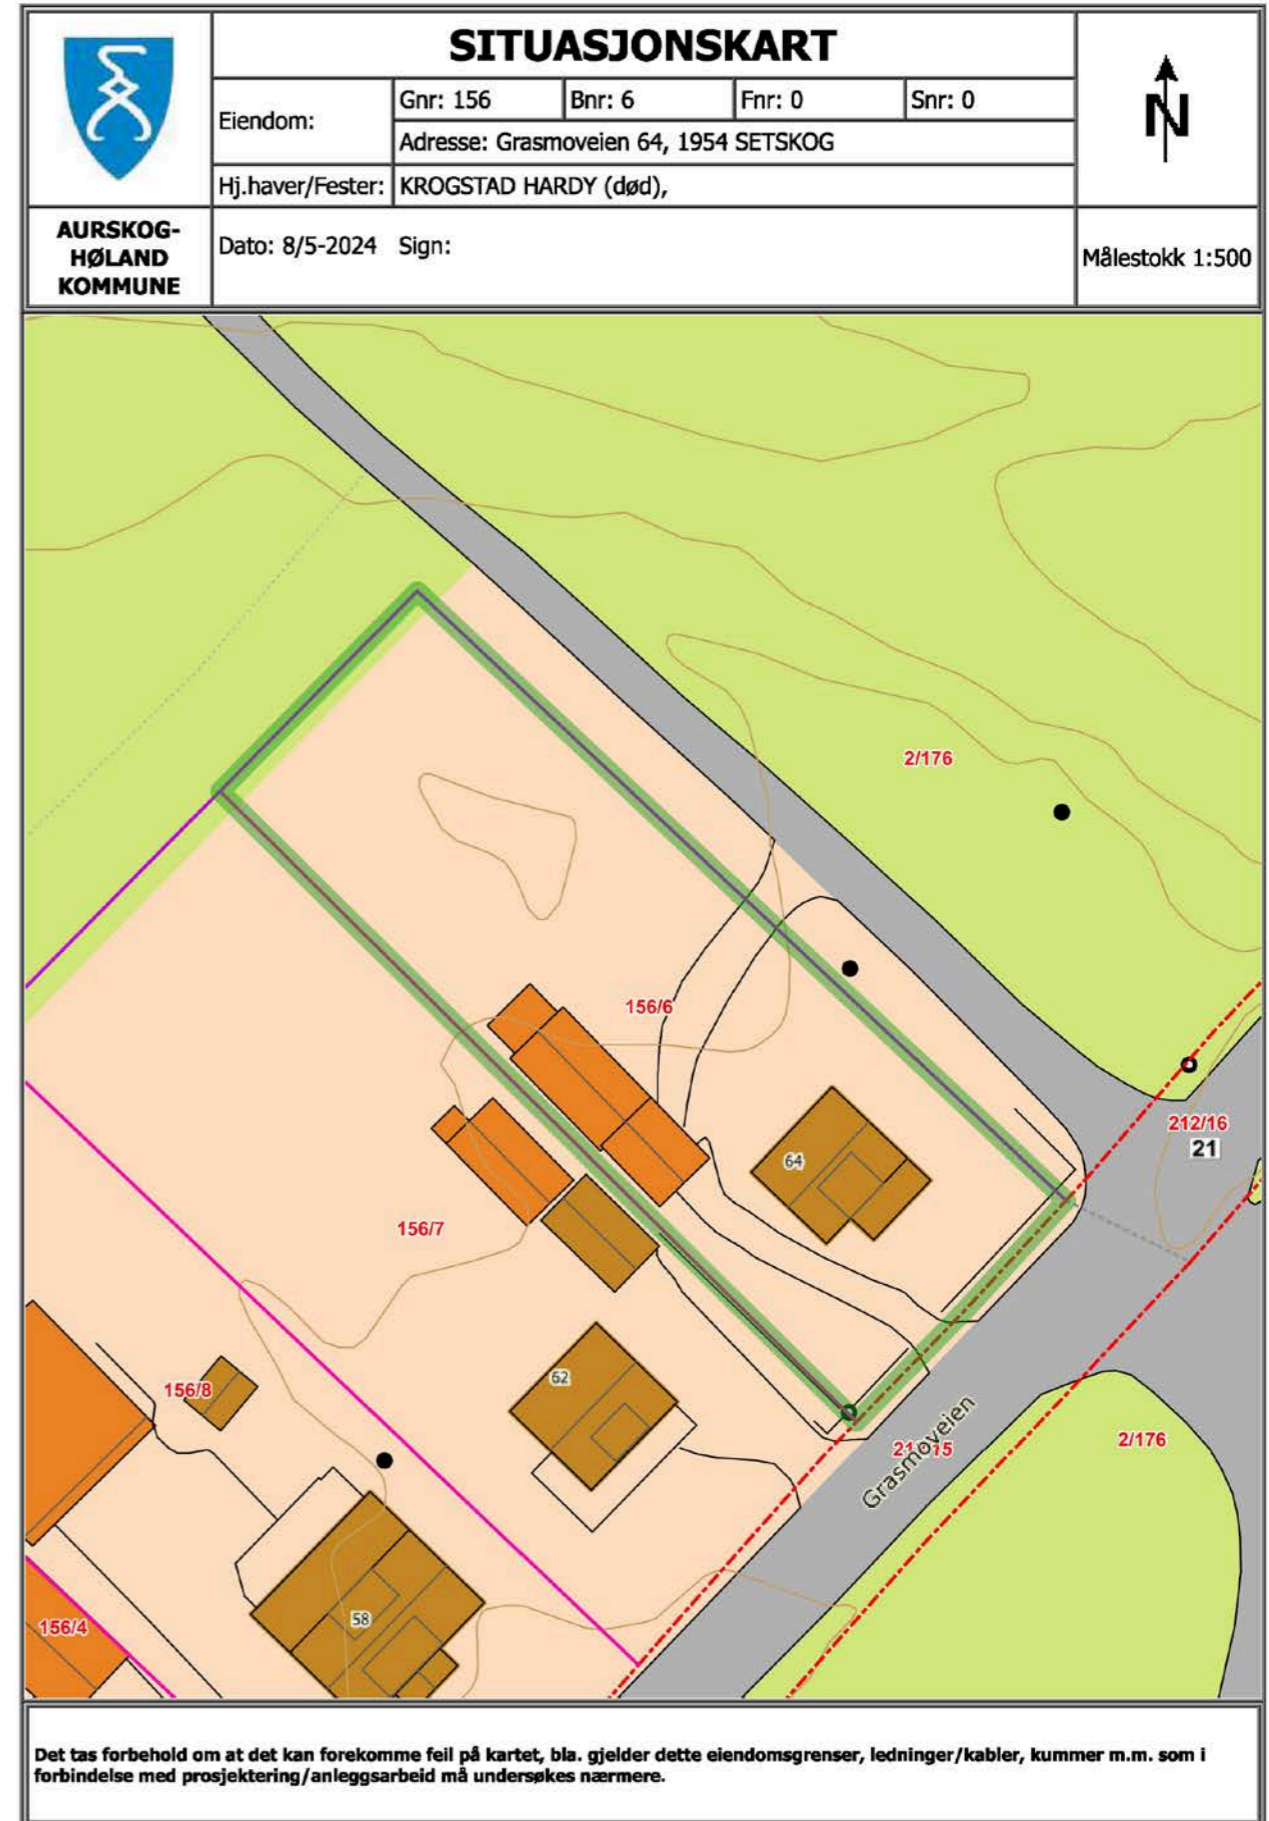 SITUASJONSKART
Eiendom:
Gnr: 156
Bnr: 6
Fnr: 0
Snr: 0
Adresse: Grasmoveien 64, 1954 SETSKOG
Hj.haver/Fester:
KROGSTAD HARDY (død),
N
AURSKOG-
HØLAND
KOMMUNE
Dato: 8/5-2024 Sign:
Målestokk 1:500
2/176
156/6
212/16
21
64
156/7
62
156/8
2/176
Grasmoveien
58
156/4
Det tas forbehold om at det kan forekomme feil på kartet, bla. gjelder dette eiendomsgrenser, ledninger/kabler, kummer m.m. som i
forbindelse med prosjektering/anleggsarbeid må undersøkes nærmere.